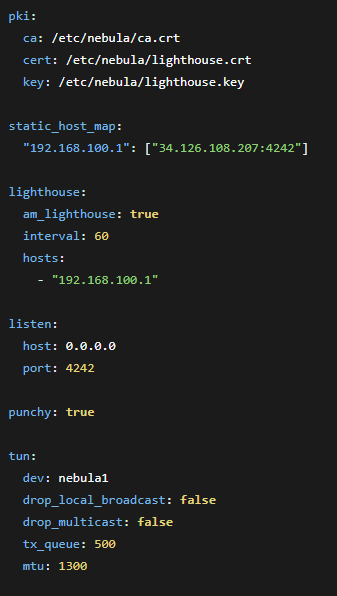 pki:
  ca: /etc/nebula/ca.crt
  cert: /etc/nebula/lighthouse.crt
  key: /etc/nebula/lighthouse.key

static_host_map:
  "192.168.100.1": ["34.126.108.207:4242"]

lighthouse:
  am_lighthouse: true
  interval: 60
  hosts:
    - "192.168.100.1"

listen:
  host: 0.0.0.0
  port: 4242

punchy: true

tun:
  dev: nebula1
  drop_local_broadcast: false
  drop_multicast: false
  tx_queue: 500
  mtu: 1300